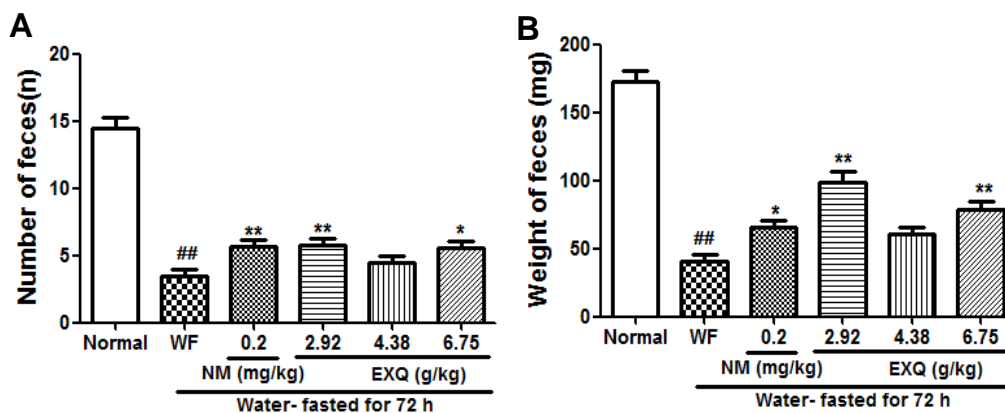 A
Number of feces(n)
20
15
10
5
0
##
**
**
*
Normal WF 0.2 2.92 4.38 6.75
NM (mg/kg) EXQ (g/kg)
Water- fasted for 72 h
B
Weight of feces (mg)
200
150
100
50
0
##
*
**
**
Normal WF 0.2 2.92 4.38 6.75
NM (mg/kg) EXQ (g/kg)
Water- fasted for 72 h